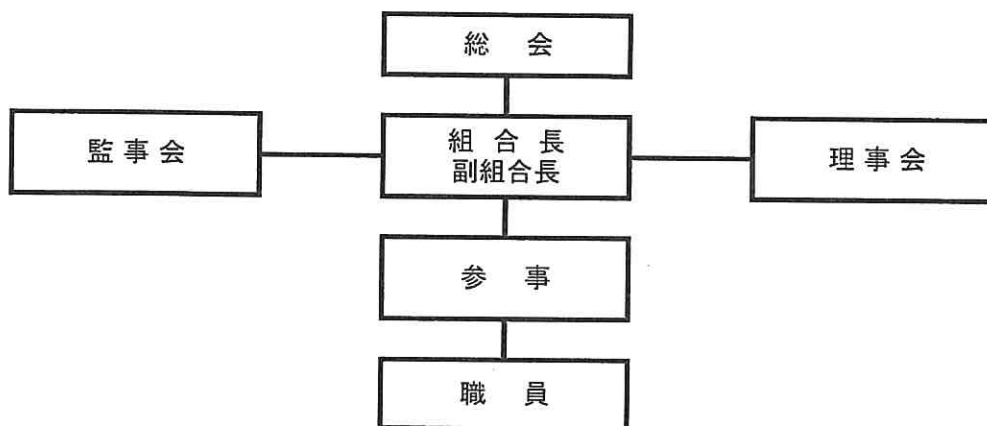 総　会
監事会
組　合　長
副組合長
理事会
参　事
職　員